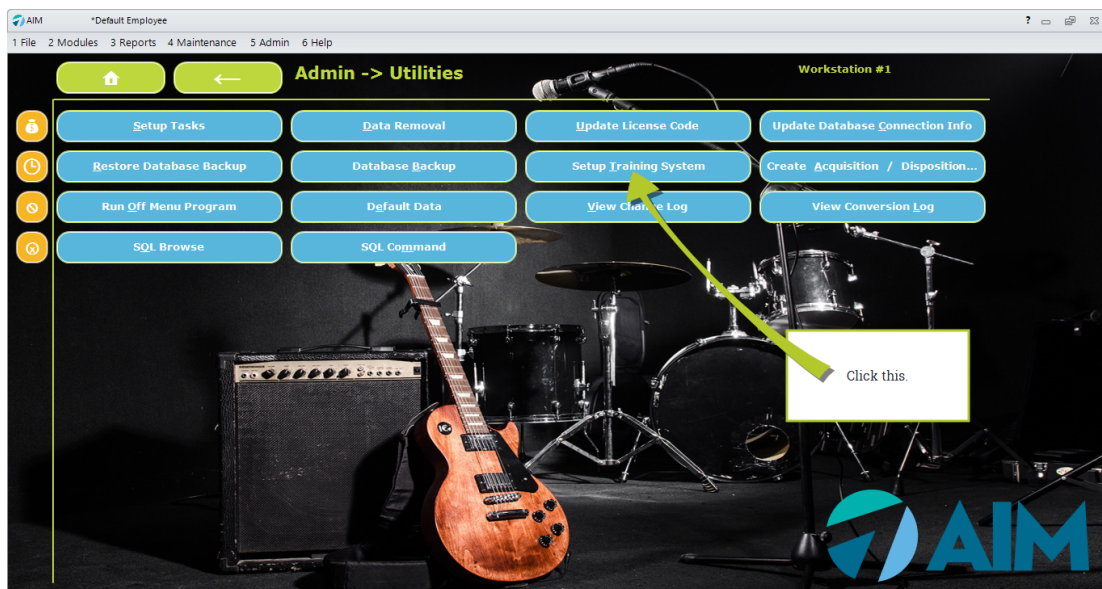 AIM *Default Employee ?
1 File 2 Modules 3 Reports 4 Maintenance 5 Admin 6 Help
Admin -> Utilities Workstation #1
Setup Tasks Data Removal Update License Code Update Database Connection Info
Restore Database Backup Database Backup Setup Training System Create Acquisition / Disposition...
Run Off Menu Program Default Data View Change Log View Conversion Log
SQL Browse SQL Command
Click this.
AIM